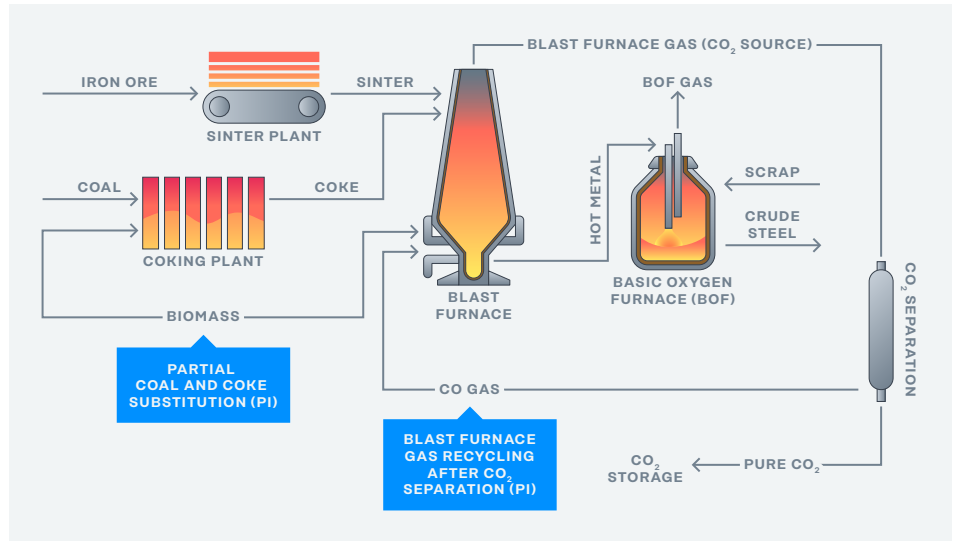 BLAST FURNACE GAS (CO₂ SOURCE)
IRON ORE
SINTER
BOF GAS
SINTER PLANT
COAL
COKE
HOT METAL
SCRAP
CRUDE
STEEL
COKING PLANT
BLAST
FURNACE
BASIC OXYGEN
FURNACE (BOF)
CO₂ SEPARATION
BIOMASS
PARTIAL
COAL AND COKE
SUBSTITUTION (PI)
CO GAS
BLAST FURNACE
GAS RECYCLING
AFTER CO₂
SEPARATION (PI)
CO₂
STORAGE
PURE CO₂